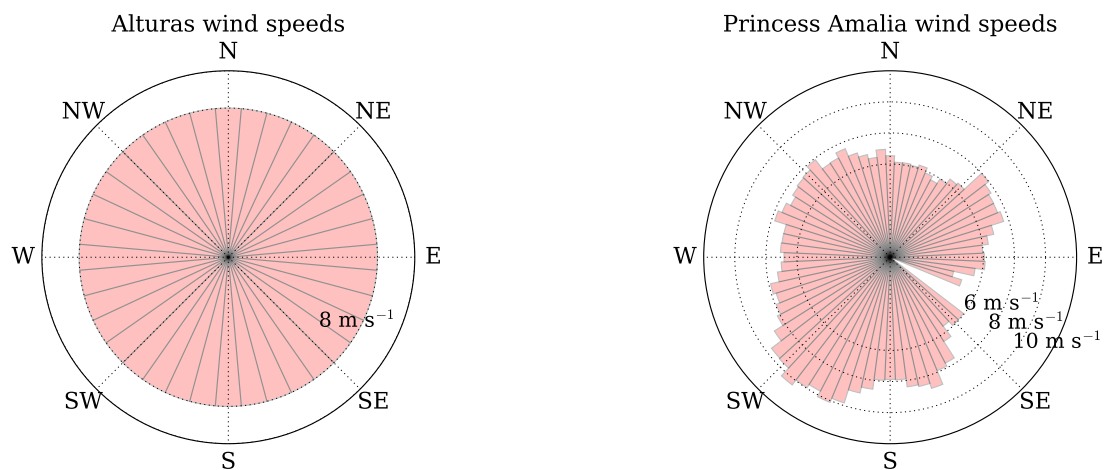 Alturas wind speeds
N
NW
NE
W
E
8 m s⁻¹
SW
SE
S
Princess Amalia wind speeds
N
NW
NE
W
E
6 m s⁻¹
8 m s⁻¹
10 m s⁻¹
SW
SE
S